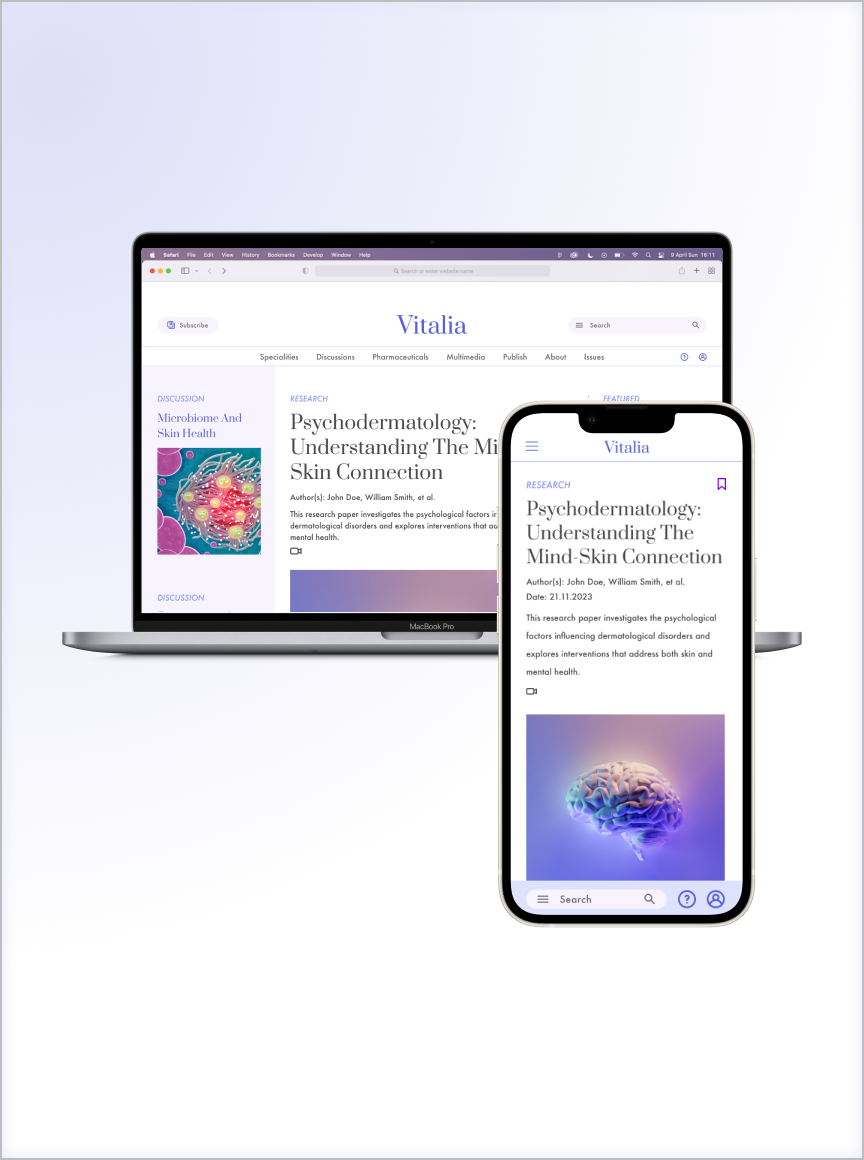 Safari File Edit View History Bookmarks Develop Window Help 9 April Sun 16:11
Search or enter website name
Subscribe
Vitalia
Search
Specialities Discussions Pharmaceuticals Multimedia Publish About Issues
DISCUSSION
Microbiome And
Skin Health
DISCUSSION
RESEARCH
Psychodermatology:
Understanding The Mi
Skin Connection
Author(s): John Doe, William Smith, et al.
This research paper investigates the psychological factors in
dermatological disorders and explores interventions that ad
mental health.
FEATURED
MacBook Pro
Vitalia
RESEARCH
Psychodermatology:
Understanding The
Mind-Skin Connection
Author(s): John Doe, William Smith, et al.
Date: 21.11.2023
This research paper investigates the psychological
factors influencing dermatological disorders and
explores interventions that address both skin and
mental health.
Search